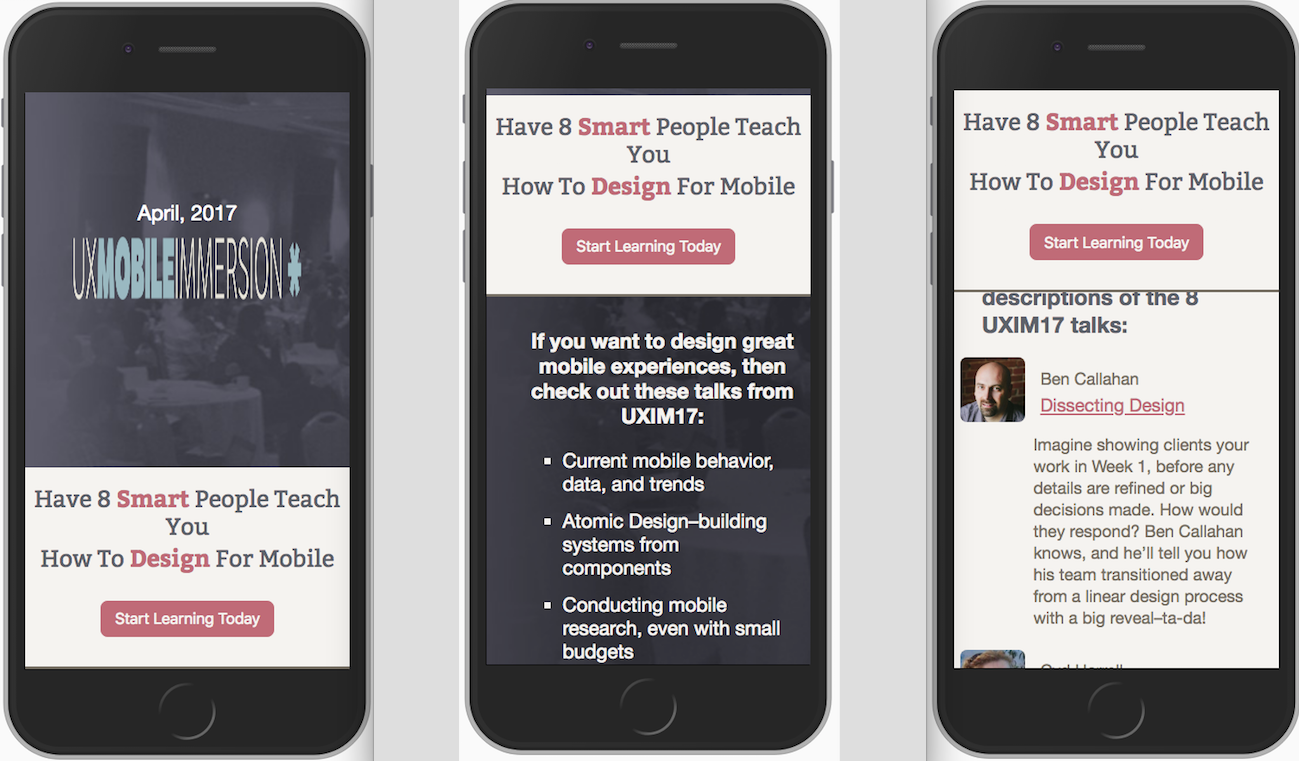 April, 2017
UXMOBILEIMMERSION*
Have 8 Smart People Teach
You
How To Design For Mobile
Start Learning Today
Have 8 Smart People Teach
You
How To Design For Mobile
Start Learning Today
If you want to design great
mobile experiences, then
check out these talks from
UXIM17:
Current mobile behavior,
data, and trends
Atomic Design–building
systems from
components
Conducting mobile
research, even with small
budgets
Have 8 Smart People Teach
You
How To Design For Mobile
Start Learning Today
descriptions of the 8
UXIM17 talks:
Ben Callahan
Dissecting Design
Imagine showing clients your
work in Week 1, before any
details are refined or big
decisions made. How would
they respond? Ben Callahan
knows, and he’ll tell you how
his team transitioned away
from a linear design process
with a big reveal–ta-da!